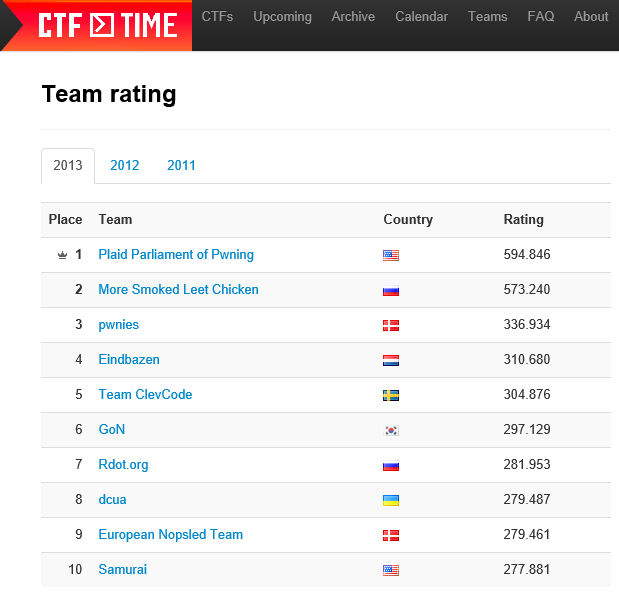 CTF TIME CTFs Upcoming Archive Calendar Teams FAQ About
Team rating
2013 2012 2011
Place Team Country Rating
1 Plaid Parliament of Pwning 594.846
2 More Smoked Leet Chicken 573.240
3 pwnies 336.934
4 Eindbazen 310.680
5 Team ClevCode 304.876
6 GoN 297.129
7 Rdot.org 281.953
8 dcua 279.487
9 European Nopsled Team 279.461
10 Samurai 277.881